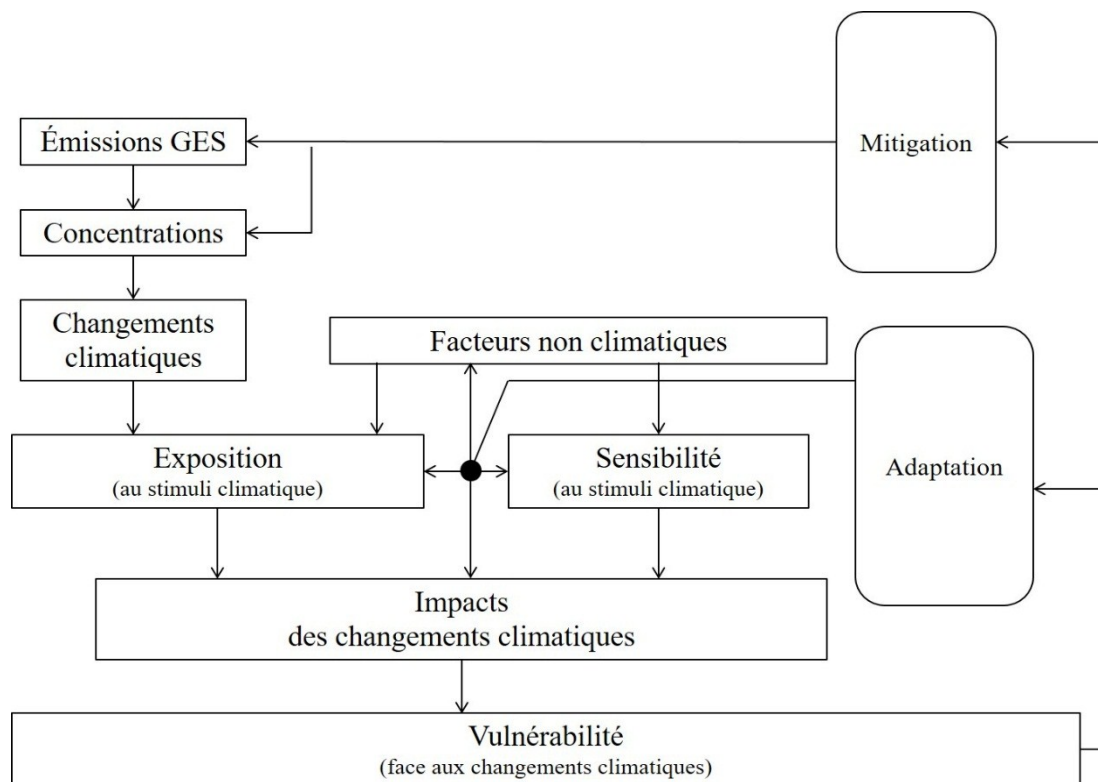 Émissions GES
Mitigation
Concentrations
Changements
climatiques
Facteurs non climatiques
Exposition
(au stimuli climatique)
Sensibilité
(au stimuli climatique)
Adaptation
Impacts
des changements climatiques
Vulnérabilité
(face aux changements climatiques)